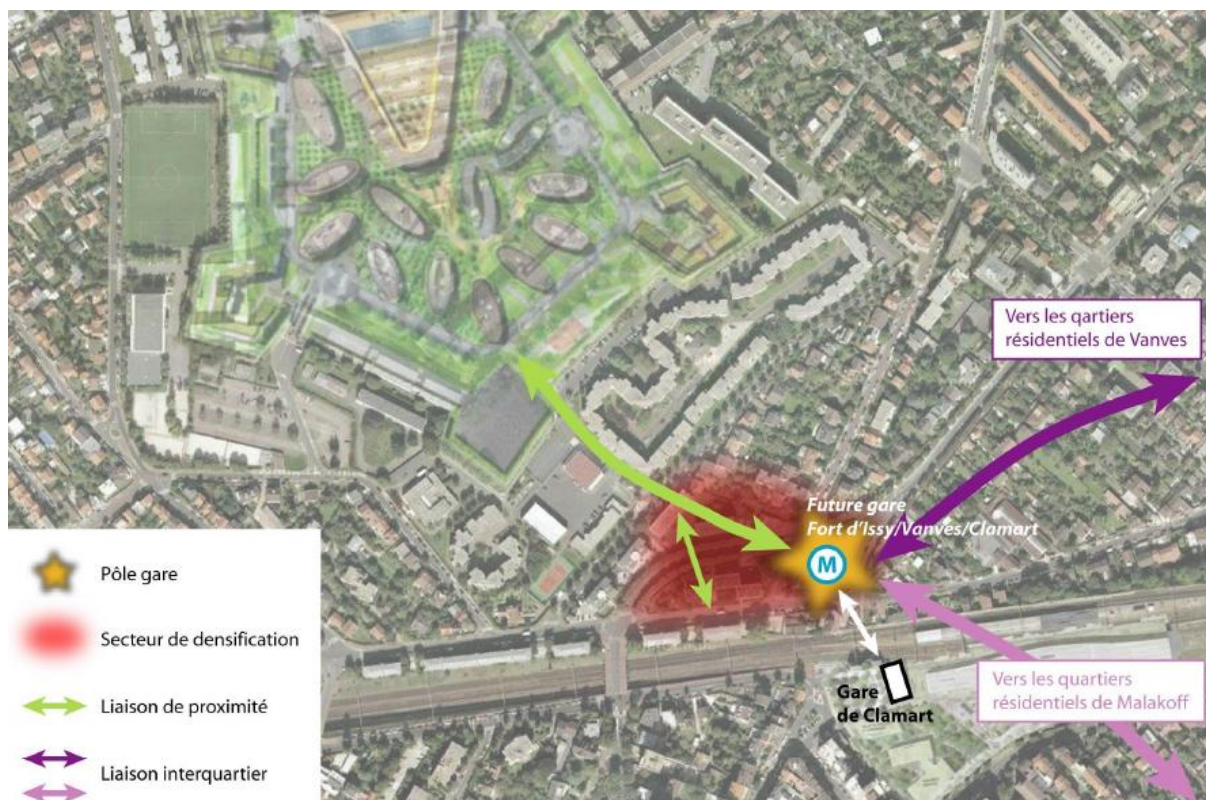 Vers les qartiers
résidentiels de Vanves
Future gare
Fort d'Issy/Vanves/Clamart
M
Pôle gare
Secteur de densification
Liaison de proximité
Liaison interquartier
Gare
de Clamart
Vers les quartiers
résidentiels de Malakoff